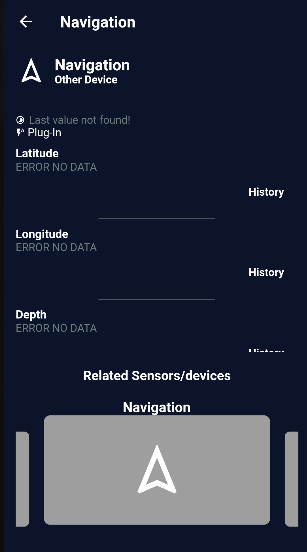 Navigation
Navigation
Other Device
Last value not found!
Plug-In
Latitude
ERROR NO DATA
History
Longitude
ERROR NO DATA
History
Depth
ERROR NO DATA
History
Related Sensors/devices
Navigation